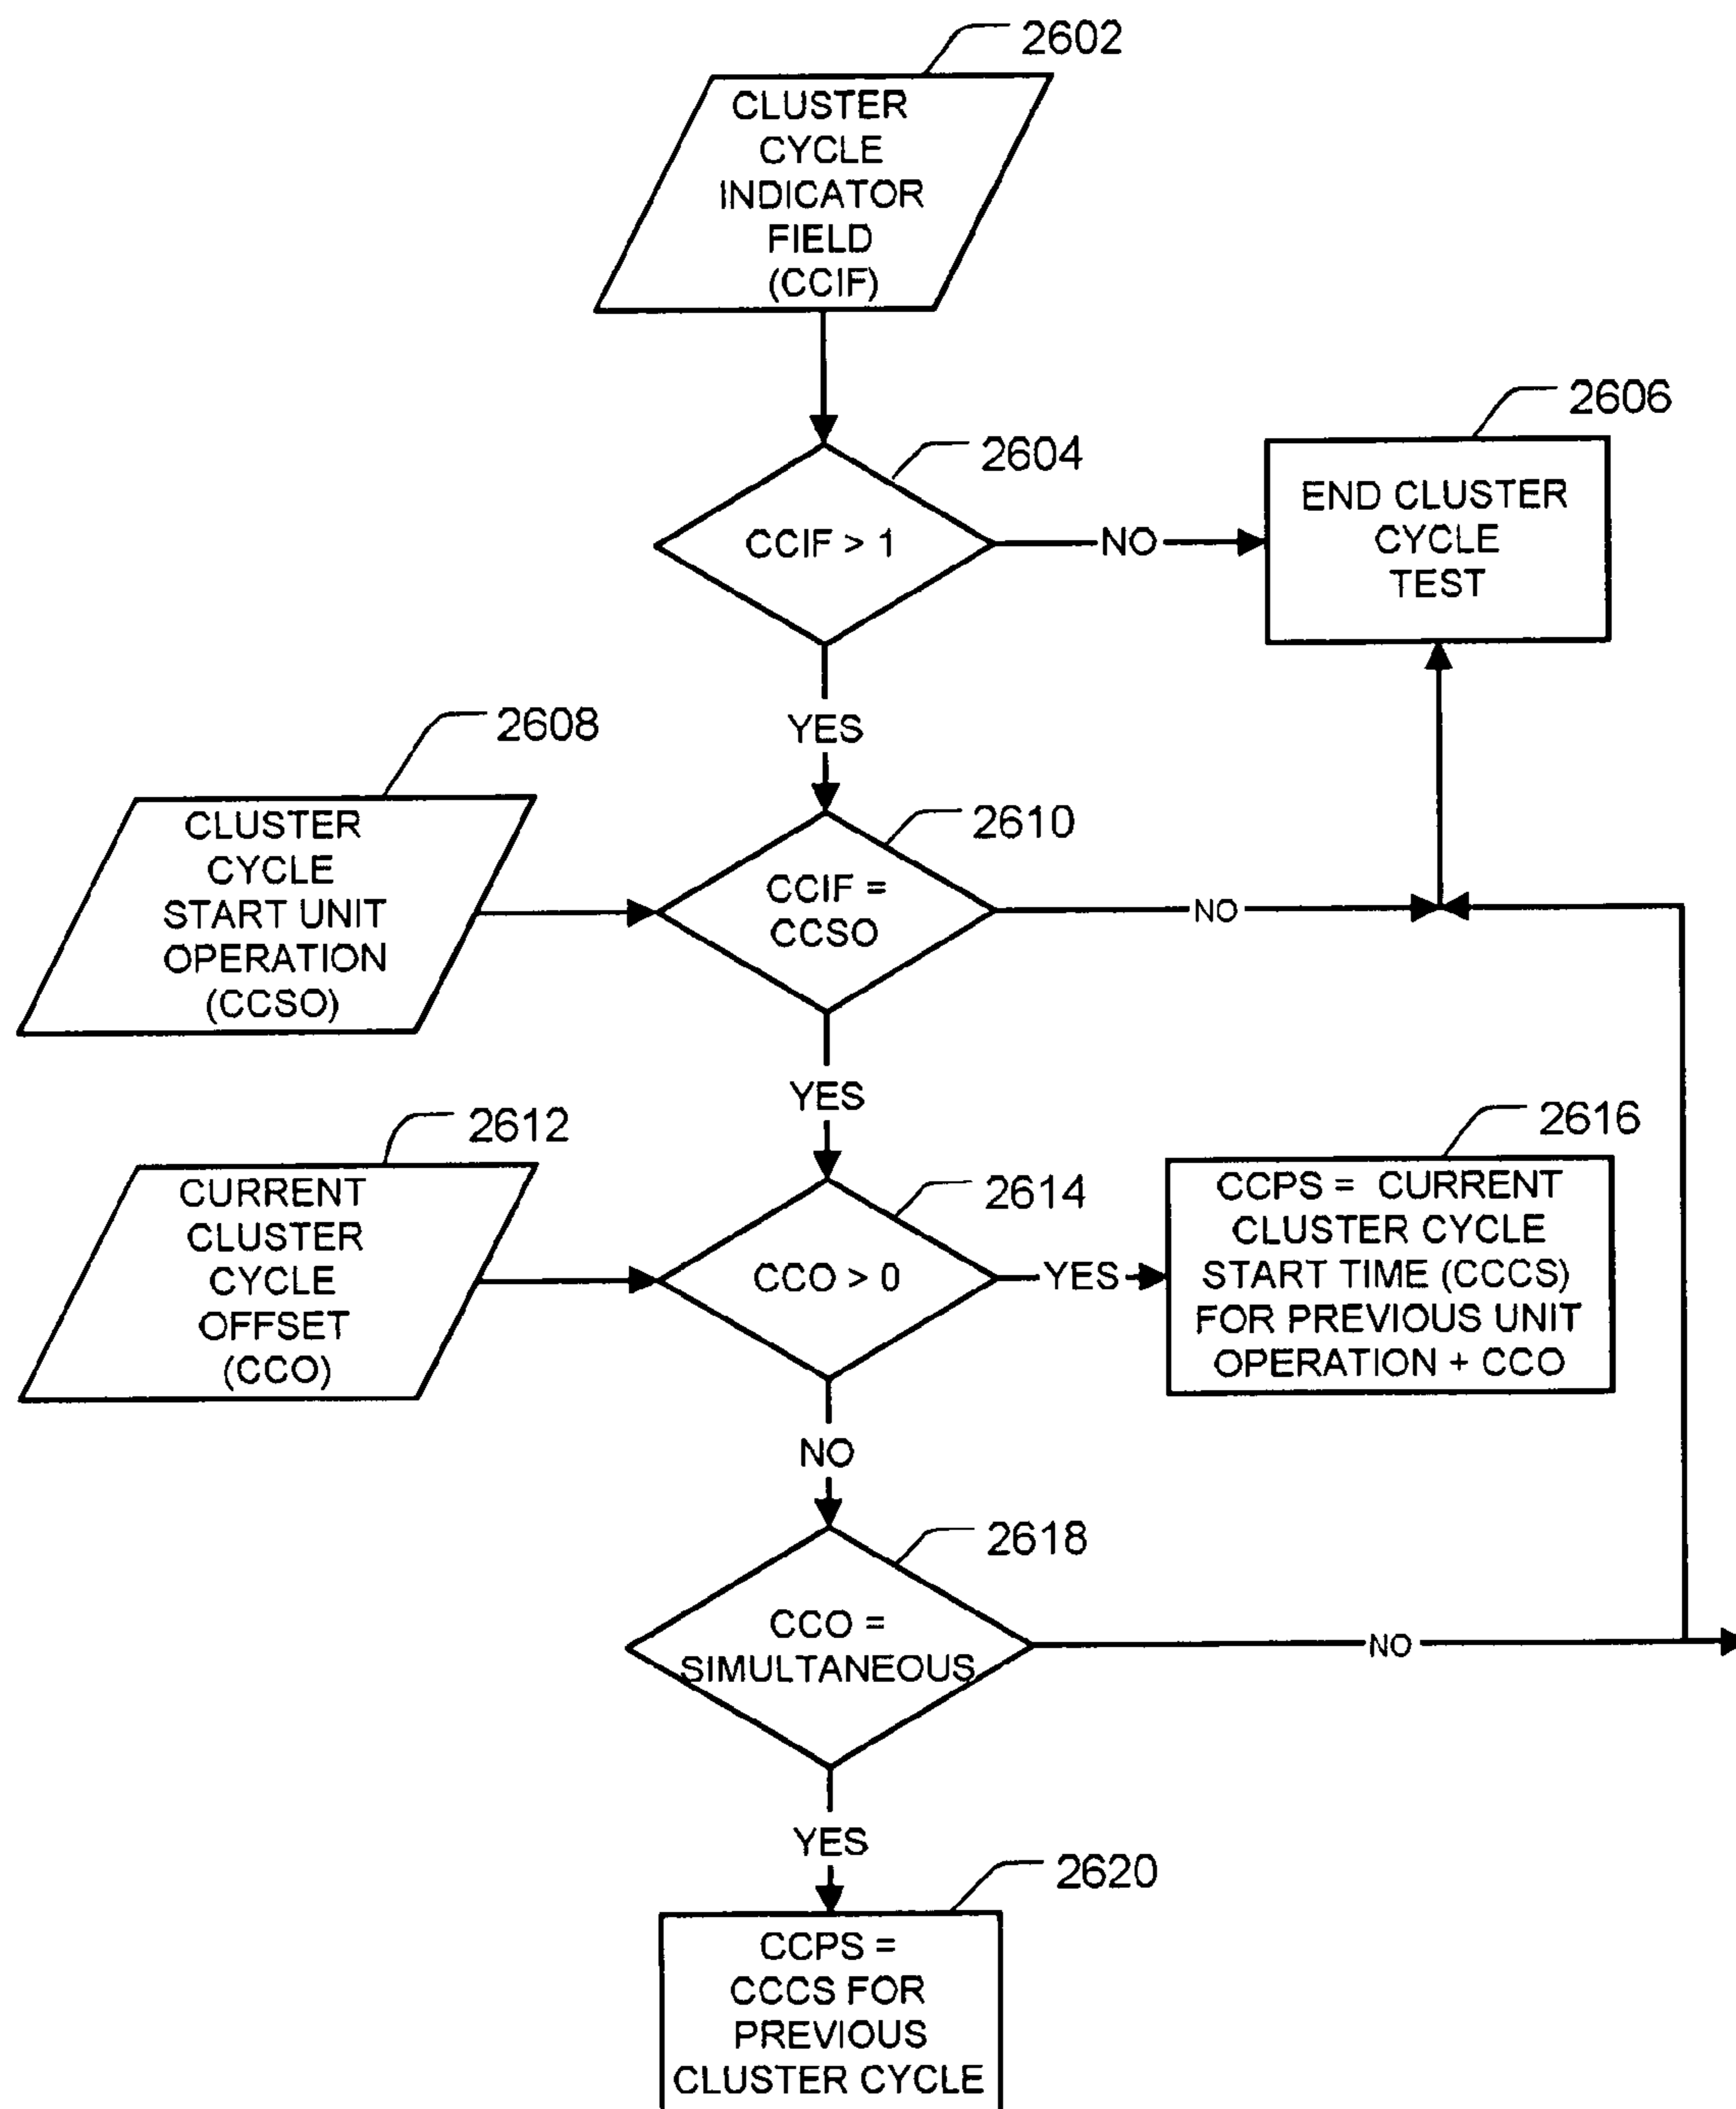 2602
CLUSTER
CYCLE
INDICATOR
FIELD
(CCIF)
2604
CCIF > 1
NO
2606
END CLUSTER
CYCLE
TEST
YES
2608
CLUSTER
CYCLE
START UNIT
OPERATION
(CCSO)
2610
CCIF =
CCSO
NO
YES
2612
CURRENT
CLUSTER
CYCLE
OFFSET
(CCO)
2614
CCO > 0
YES
2616
CCPS = CURRENT
CLUSTER CYCLE
START TIME (CCCS)
FOR PREVIOUS UNIT
OPERATION + CCO
NO
2618
CCO =
SIMULTANEOUS
NO
YES
2620
CCPS =
CCCS FOR
PREVIOUS
CLUSTER CYCLE